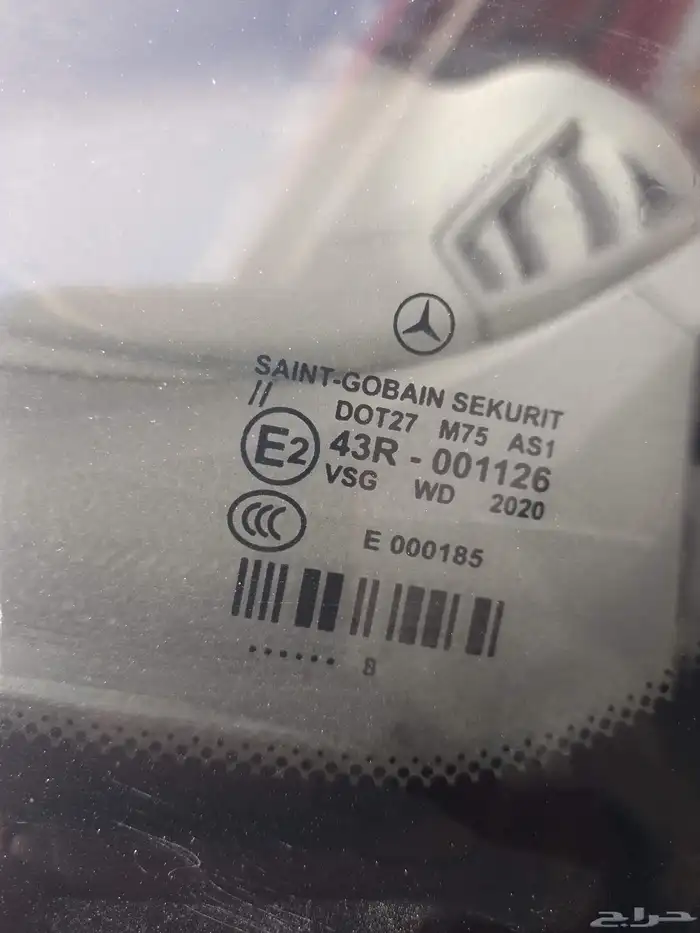 SAINT-GOBAIN SEKURIT
//
DOT27 M75 AS1
E2 43R - 001126
VSG WD 2020
CCC E 000185
...... 8
حراج